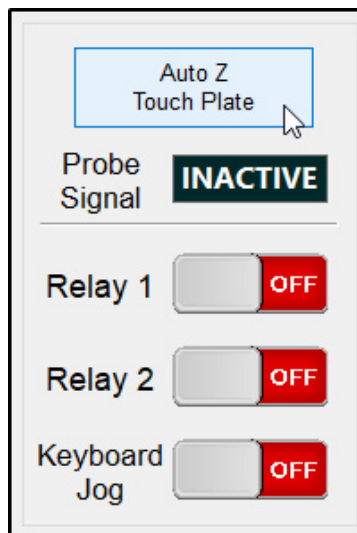 Auto Z
Touch Plate
Probe
Signal
INACTIVE
Relay 1
OFF
Relay 2
OFF
Keyboard
Jog
OFF